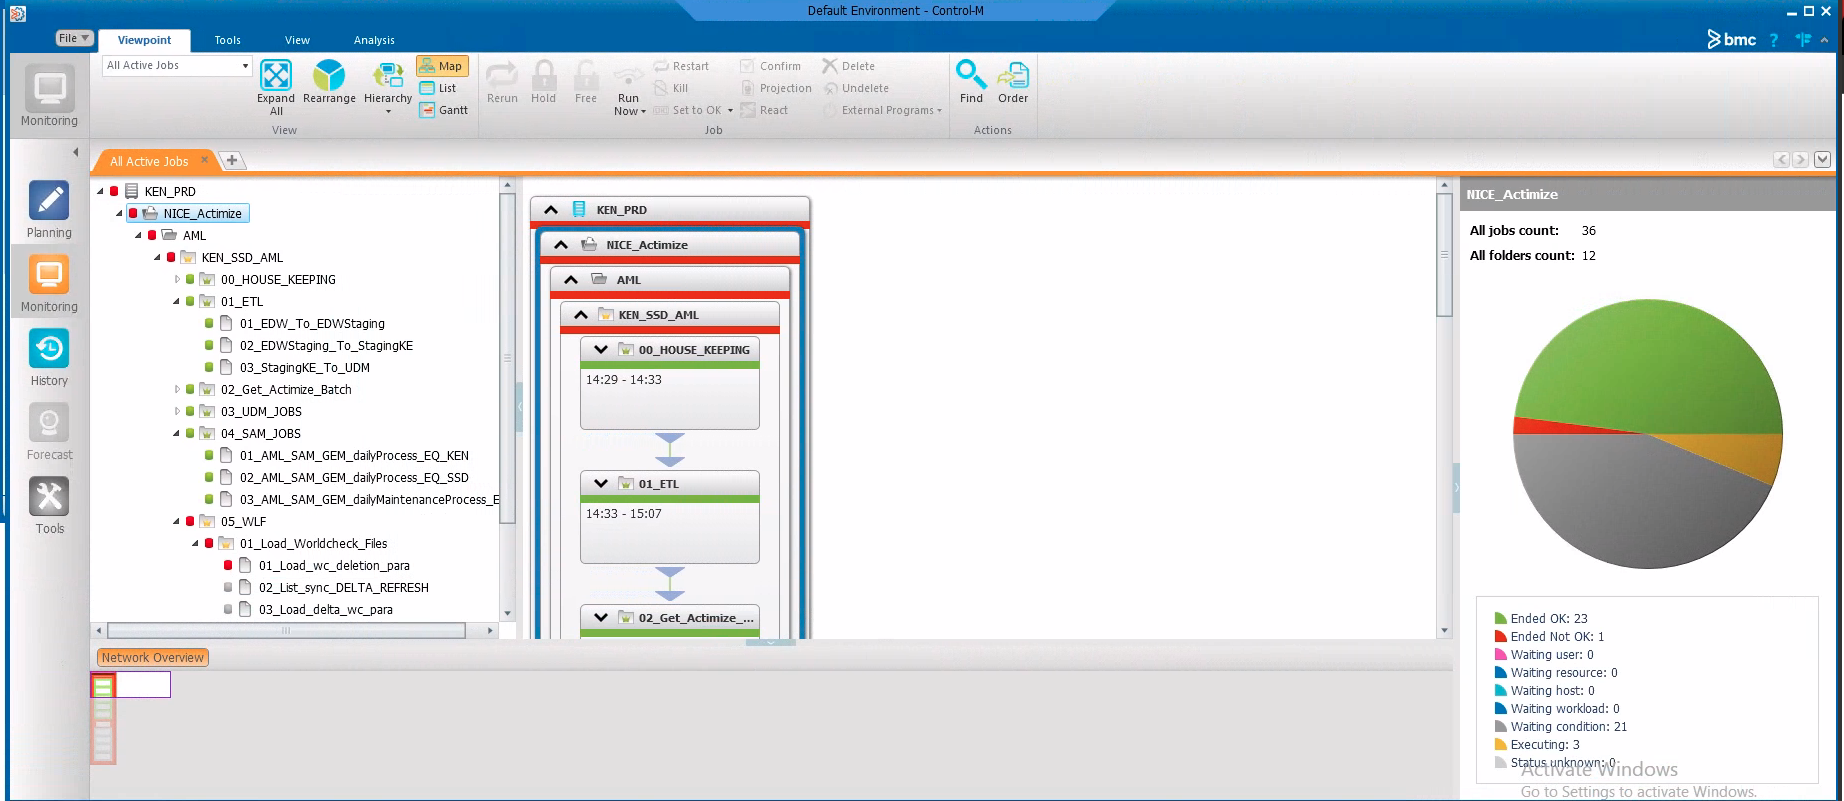 Default Environment - Control-M
File
Viewpoint
Tools
View
Analysis
bmc
?
All Active Jobs
Expand All
Rearrange
Hierarchy
Map
List
Gantt
View
Rerun
Hold
Free
Run Now
Restart
Kill
Set to OK
Confirm
Projection
React
Delete
Undelete
External Programs
Job
Find
Order
Actions
Monitoring
Planning
Monitoring
History
Forecast
Tools
All Active Jobs
KEN_PRD
NICE_Actimize
AML
KEN_SSD_AML
00_HOUSE_KEEPING
01_ETL
01_EDW_To_EDWStaging
02_EDWStaging_To_StagingKE
03_StagingKE_To_UDM
02_Get_Actimize_Batch
03_UDM_JOBS
04_SAM_JOBS
01_AML_SAM_GEM_dailyProcess_EQ_KEN
02_AML_SAM_GEM_dailyProcess_EQ_SSD
03_AML_SAM_GEM_dailyMaintenanceProcess_E
05_WLF
01_Load_Worldcheck_Files
01_Load_wc_deletion_para
02_List_sync_DELTA_REFRESH
03_Load_delta_wc_para
KEN_PRD
NICE_Actimize
AML
KEN_SSD_AML
00_HOUSE_KEEPING
14:29 - 14:33
01_ETL
14:33 - 15:07
02_Get_Actimize_...
NICE_Actimize
All jobs count: 36
All folders count: 12
Ended OK: 23
Ended Not OK: 1
Waiting user: 0
Waiting resource: 0
Waiting host: 0
Waiting workload: 0
Waiting condition: 21
Executing: 3
Status unknown: 0
Activate Windows
Go to Settings to activate Windows.
Network Overview